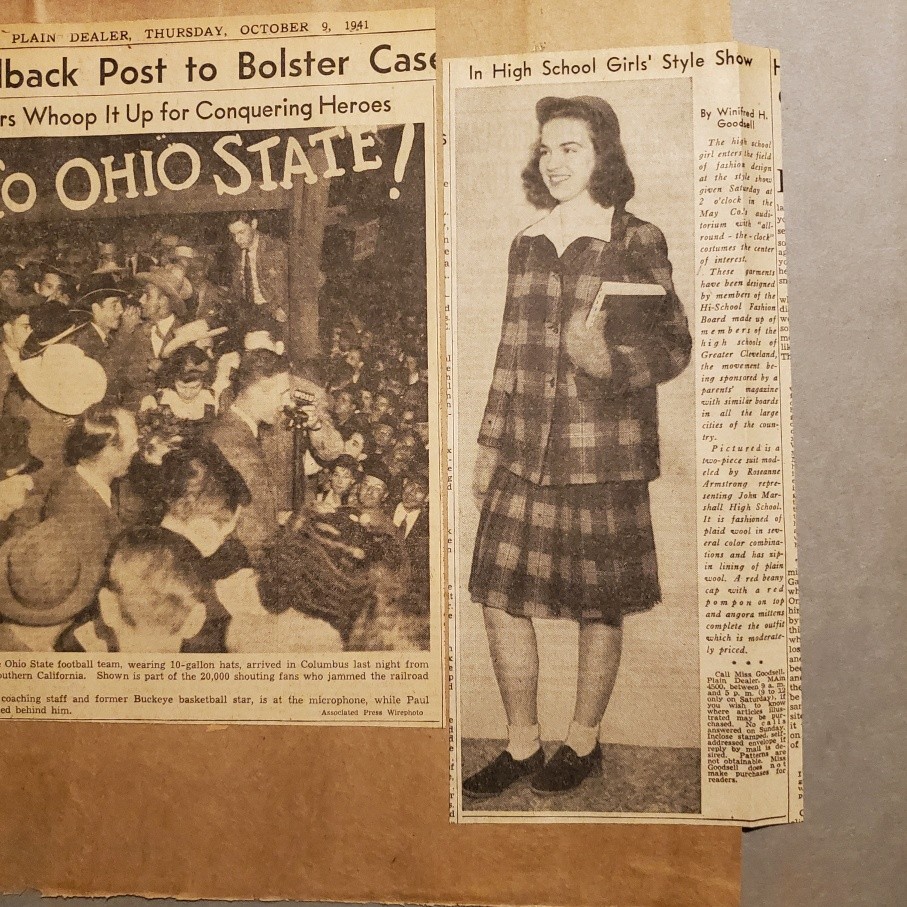 PLAIN DEALER, THURSDAY, OCTOBER 9, 1941
lback Post to Bolster Case
rs Whoop It Up for Conquering Heroes
TO OHIO STATE!
Ohio State football team, wearing 10-gallon hats, arrived in Columbus last night from
outhern California. Shown is part of the 20,000 shouting fans who jammed the railroad
coaching staff and former Buckeye basketball star, is at the microphone, while Paul
ed behind him.
Associated Press Wirephoto
In High School Girls' Style Show
By Winifred H.
Goodsell
The high school
girl enters the field
of fashion design
at the style show
given Saturday at
2 o'clock in the
May Co.'s audi-
torium with "all-
round-the-clock"
costumes the center
of interest.
These garments
have been designed
by members of the
Hi-School Fashion
Board made up of
members of the
high schools of
Greater Cleveland,
the movement be-
ing sponsored by a
parents' magazine
with similar boards
in all the large
cities of the coun-
try.
Pictured is a
two-piece suit mod-
eled by Roseanne
Armstrong repre-
senting John Mar-
shall High School.
It is fashioned of
plaid wool in sev-
eral color combina-
tions and has zip-
in lining of plain
wool. A red beany
cap with a red
pompon on top
and angora mittens
complete the outfit
which is moderate-
ly priced.
* * *
Call Miss Goodsell,
Plain Dealer, MAin
4500, between 9 a. m.
and 5 p. m. (9 to 12
only on Saturday), if
you wish to know
where articles illus-
trated may be pur-
chased. No calls
answered on Sunday.
Inclose stamped, self-
addressed envelope if
reply by mail is de-
sired. Patterns are
not obtainable. Miss
Goodsell does not
make purchases for
readers.